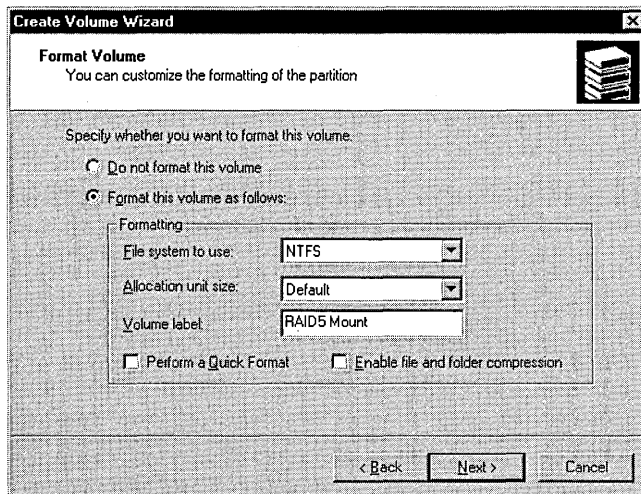 Create Volume Wizard
Format Volume
You can customize the formatting of the partition
Specify whether you want to format this volume.
Do not format this volume
Format this volume as follows:
Formatting
File system to use:
NTFS
Allocation unit size:
Default
Volume label:
RAID5 Mount
Perform a Quick Format
Enable file and folder compression
< Back
Next >
Cancel